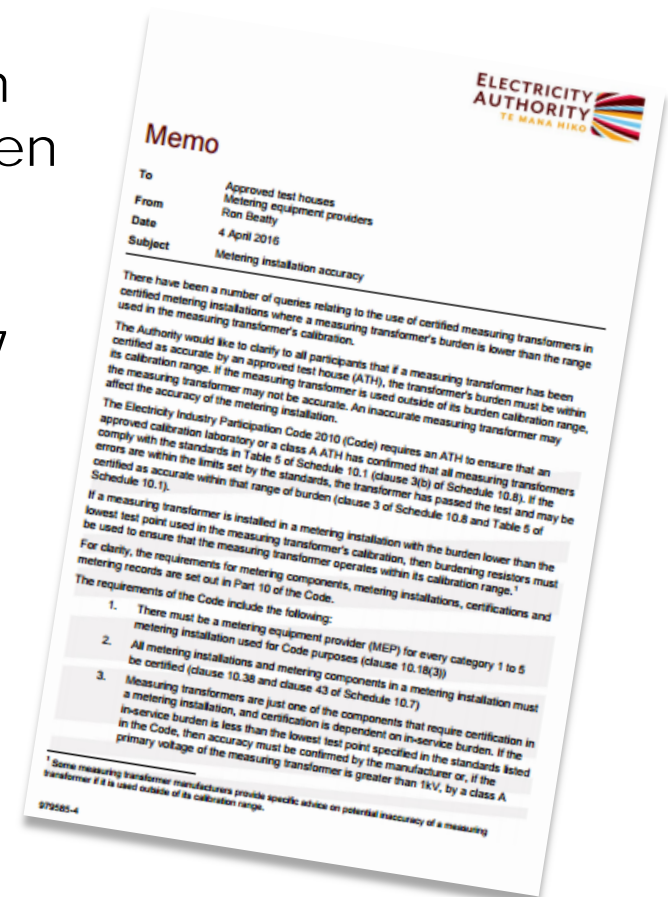 n
en
7
ELECTRICITY
AUTHORITY
TE MANA HIKO
Memo
To
Approved test houses
Metering equipment providers
From
Ron Beatty
Date
4 April 2016
Subject
Metering installation accuracy
There have been a number of queries relating to the use of certified measuring transformers in
certified metering installations where a measuring transformer's burden is lower than the range
used in the measuring transformer's calibration.
The Authority would like to clarify to all participants that if a measuring transformer has been
certified as accurate by an approved test house (ATH), the transformer's burden must be within
its calibration range. If the measuring transformer is used outside of its burden calibration range,
the measuring transformer may not be accurate. An inaccurate measuring transformer may
affect the accuracy of the metering installation.
The Electricity Industry Participation Code 2010 (Code) requires an ATH to ensure that an
approved calibration laboratory or a class A ATH has confirmed that all measuring transformers
comply with the standards in Table 5 of Schedule 10.1 (clause 3(b) of Schedule 10.8). If the
errors are within the limits set by the standards, the transformer has passed the test and may be
certified as accurate within that range of burden (clause 3 of Schedule 10.8 and Table 5 of
Schedule 10.1).
If a measuring transformer is installed in a metering installation with the burden lower than the
lowest test point used in the measuring transformer's calibration, then burdening resistors must
be used to ensure that the measuring transformer operates within its calibration range.¹
For clarity, the requirements for metering components, metering installations, certifications and
metering records are set out in Part 10 of the Code.
The requirements of the Code include the following:
1. There must be a metering equipment provider (MEP) for every category 1 to 5
metering installation used for Code purposes (clause 10.18(3))
2. All metering installations and metering components in a metering installation must
be certified (clause 10.38 and clause 43 of Schedule 10.7)
3. Measuring transformers are just one of the components that require certification in
a metering installation, and certification is dependent on in-service burden. If the
in-service burden is less than the lowest test point specified in the standards listed
in the Code, then accuracy must be confirmed by the manufacturer or, if the
primary voltage of the measuring transformer is greater than 1kV, by a class A
¹ Some measuring transformer manufacturers provide specific advice on potential inaccuracy of a measuring
transformer if it is used outside of its calibration range.
979585-4